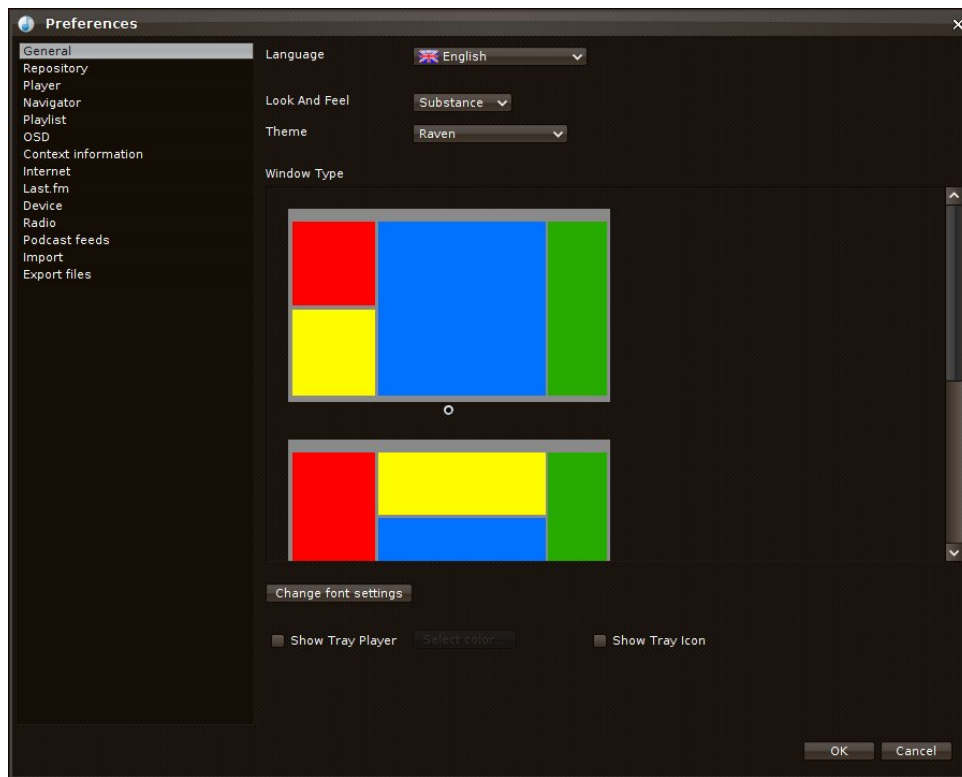 Preferences
General
Repository
Player
Navigator
Playlist
OSD
Context information
Internet
Last.fm
Device
Radio
Podcast feeds
Import
Export files
Language
English
Look And Feel
Substance
Theme
Raven
Window Type
Change font settings
Show Tray Player
Select color...
Show Tray Icon
OK
Cancel